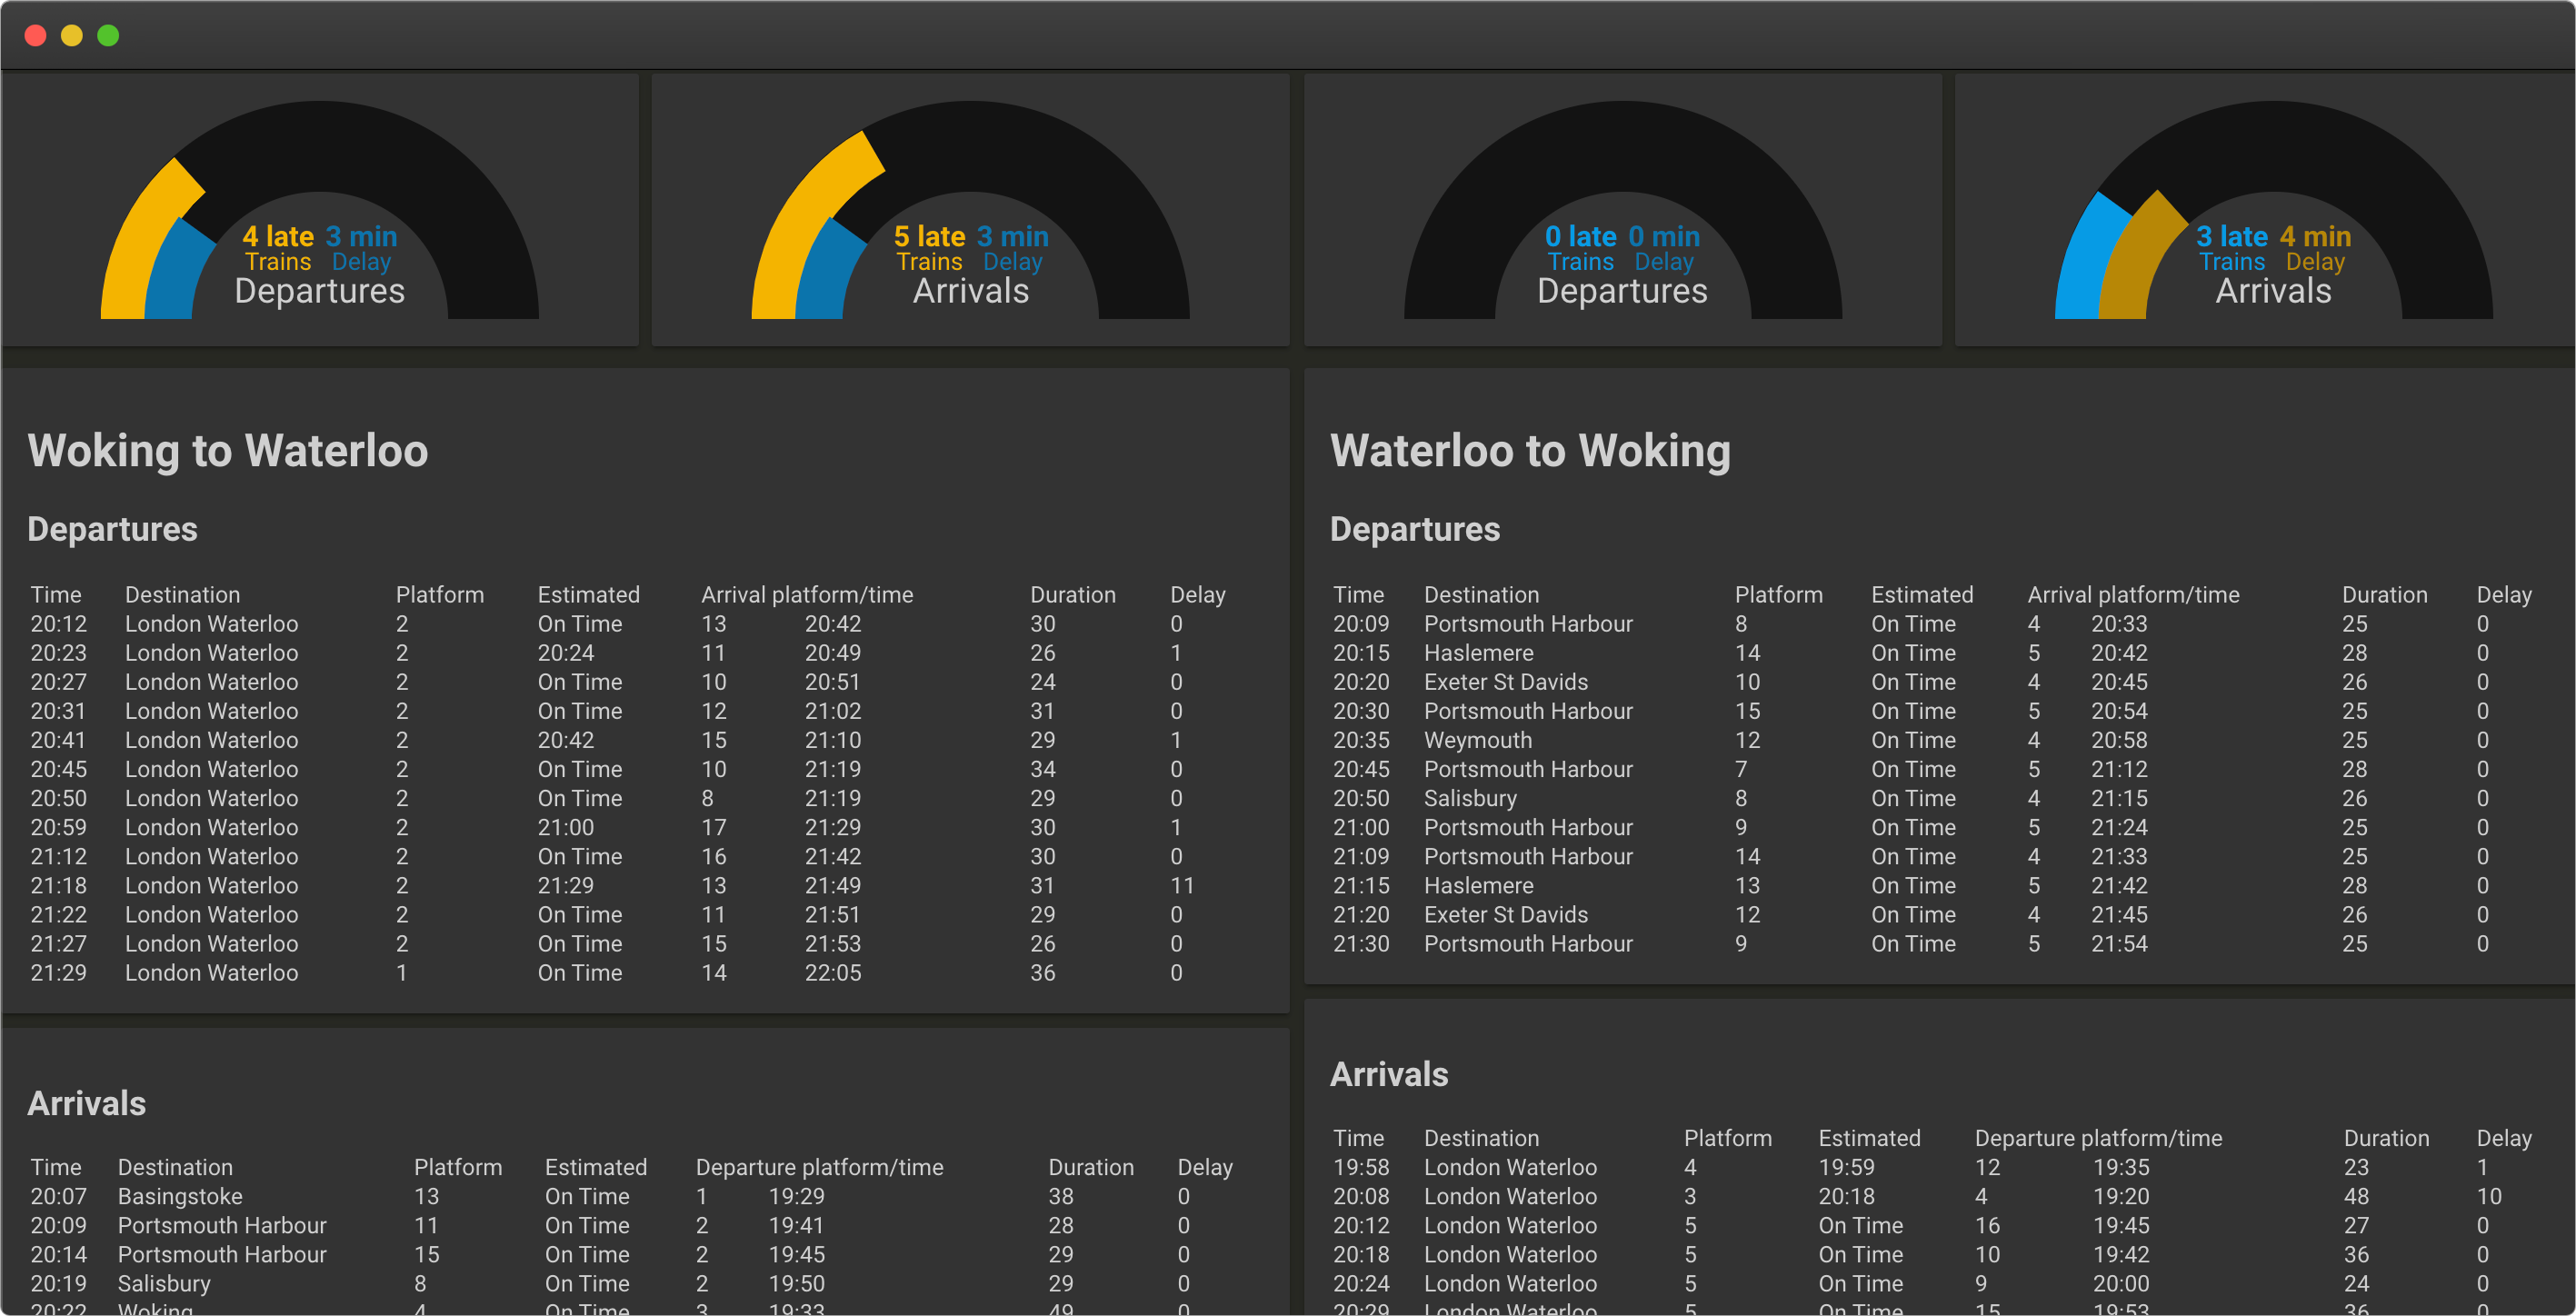 4 late 3 min
Trains Delay
Departures
5 late 3 min
Trains Delay
Arrivals
0 late 0 min
Trains Delay
Departures
3 late 4 min
Trains Delay
Arrivals
Woking to Waterloo
Departures
Time Destination Platform Estimated Arrival platform/time Duration Delay
20:12 London Waterloo 2 On Time 13 20:42 30 0
20:23 London Waterloo 2 20:24 11 20:49 26 1
20:27 London Waterloo 2 On Time 10 20:51 24 0
20:31 London Waterloo 2 On Time 12 21:02 31 0
20:41 London Waterloo 2 20:42 15 21:10 29 1
20:45 London Waterloo 2 On Time 10 21:19 34 0
20:50 London Waterloo 2 On Time 8 21:19 29 0
20:59 London Waterloo 2 21:00 17 21:29 30 1
21:12 London Waterloo 2 On Time 16 21:42 30 0
21:18 London Waterloo 2 21:29 13 21:49 31 11
21:22 London Waterloo 2 On Time 11 21:51 29 0
21:27 London Waterloo 2 On Time 15 21:53 26 0
21:29 London Waterloo 1 On Time 14 22:05 36 0
Arrivals
Time Destination Platform Estimated Departure platform/time Duration Delay
20:07 Basingstoke 13 On Time 1 19:29 38 0
20:09 Portsmouth Harbour 11 On Time 2 19:41 28 0
20:14 Portsmouth Harbour 15 On Time 2 19:45 29 0
20:19 Salisbury 8 On Time 2 19:50 29 0
20:22 Woking 4 On Time 3 19:33 49 0
Waterloo to Woking
Departures
Time Destination Platform Estimated Arrival platform/time Duration Delay
20:09 Portsmouth Harbour 8 On Time 4 20:33 25 0
20:15 Haslemere 14 On Time 5 20:42 28 0
20:20 Exeter St Davids 10 On Time 4 20:45 26 0
20:30 Portsmouth Harbour 15 On Time 5 20:54 25 0
20:35 Weymouth 12 On Time 4 20:58 25 0
20:45 Portsmouth Harbour 7 On Time 5 21:12 28 0
20:50 Salisbury 8 On Time 4 21:15 26 0
21:00 Portsmouth Harbour 9 On Time 5 21:24 25 0
21:09 Portsmouth Harbour 14 On Time 4 21:33 25 0
21:15 Haslemere 13 On Time 5 21:42 28 0
21:20 Exeter St Davids 12 On Time 4 21:45 26 0
21:30 Portsmouth Harbour 9 On Time 5 21:54 25 0
Arrivals
Time Destination Platform Estimated Departure platform/time Duration Delay
19:58 London Waterloo 4 19:59 12 19:35 23 1
20:08 London Waterloo 3 20:18 4 19:20 48 10
20:12 London Waterloo 5 On Time 16 19:45 27 0
20:18 London Waterloo 5 On Time 10 19:42 36 0
20:24 London Waterloo 5 On Time 9 20:00 24 0
20:29 London Waterloo 5 On Time 15 19:53 36 0